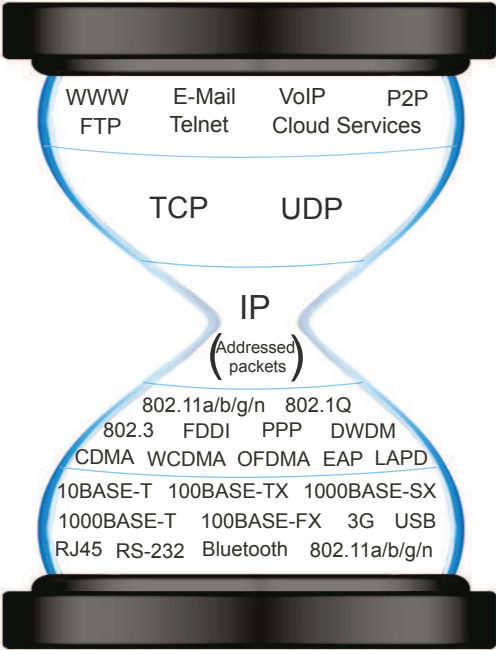 WWW E-Mail VoIP P2P
FTP Telnet Cloud Services
TCP UDP
IP
(Addressed
packets)
802.11a/b/g/n 802.1Q
802.3 FDDI PPP DWDM
CDMA WCDMA OFDMA EAP LAPD
10BASE-T 100BASE-TX 1000BASE-SX
1000BASE-T 100BASE-FX 3G USB
RJ45 RS-232 Bluetooth 802.11a/b/g/n